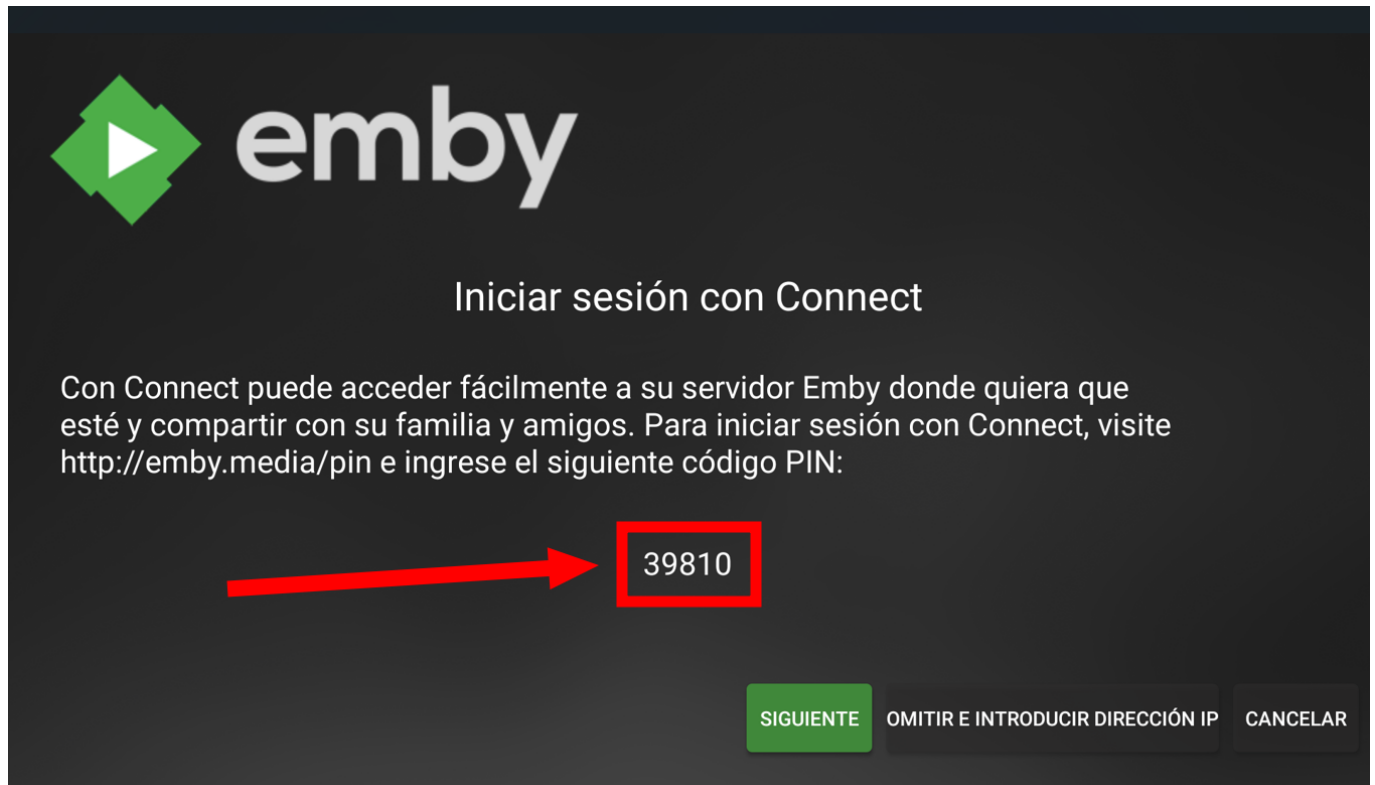 emby
Iniciar sesión con Connect
Con Connect puede acceder fácilmente a su servidor Emby donde quiera que
esté y compartir con su familia y amigos. Para iniciar sesión con Connect, visite
http://emby.media/pin e ingrese el siguiente código PIN:
39810
SIGUIENTE OMITIR E INTRODUCIR DIRECCIÓN IP CANCELAR